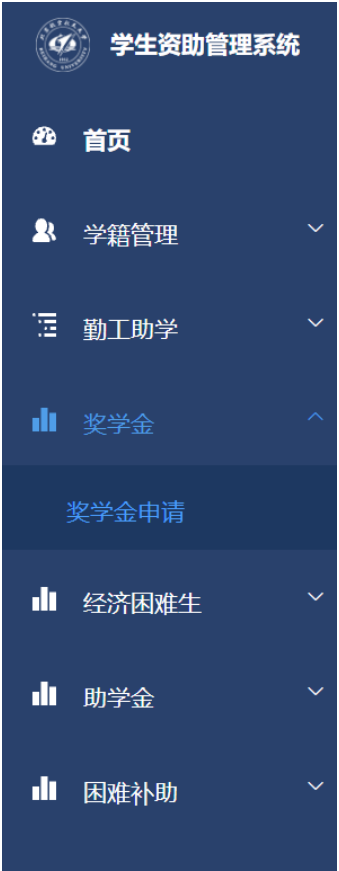 学生资助管理系统
首页
学籍管理
勤工助学
奖学金
奖学金申请
经济困难生
助学金
困难补助